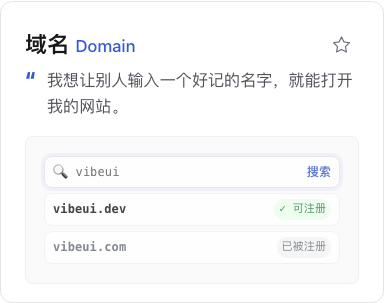 域名 Domain
“ 我想让别人输入一个好记的名字，就能打开
我的网站。
vibeui 搜索
vibeui.dev ✓ 可注册
vibeui.com 已被注册